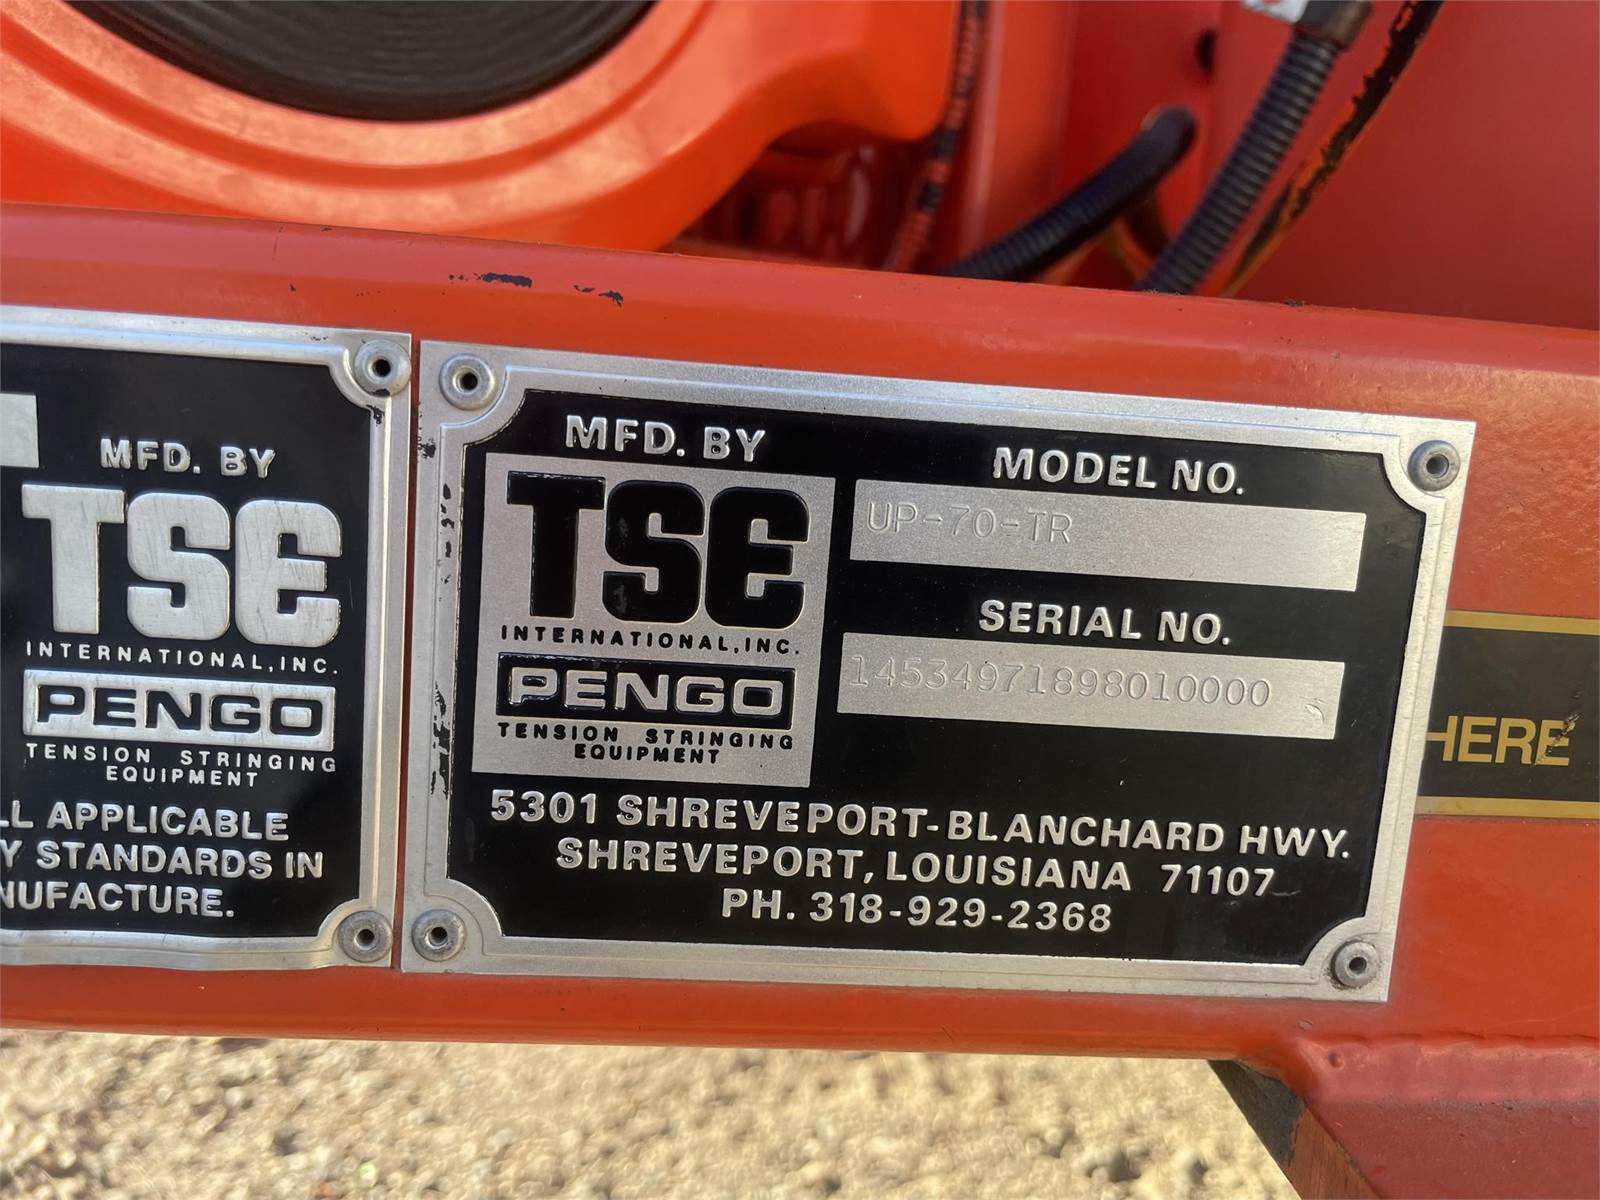 MFD. BY
TSE
INTERNATIONAL, INC.
PENGO
TENSION STRINGING
EQUIPMENT
APPLICABLE
STANDARDS IN
MFD. BY
TSE
INTERNATIONAL, INC.
PENGO
TENSION STRINGING
EQUIPMENT
MODEL NO.
UP-70-TR
SERIAL NO.
14534971898010000
5301 SHREVEPORT-BLANCHARD HWY.
SHREVEPORT, LOUISIANA 71107
PH. 318-929-2368
HERE